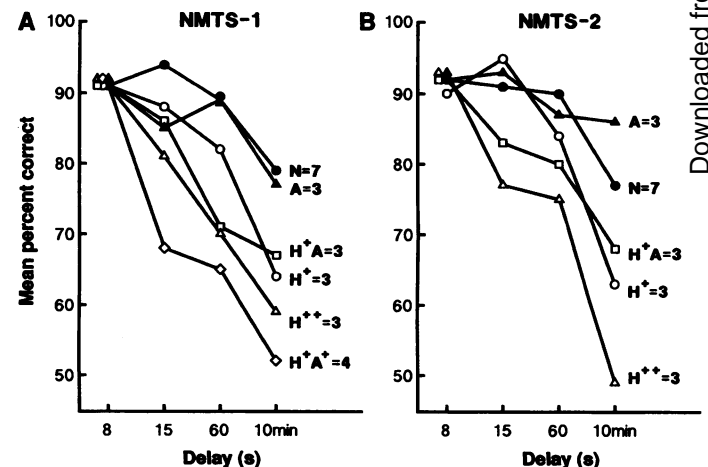 A
NMTS-1
100
90
80
70
60
50
Mean percent correct
N=7
A=3
H⁺A=3
H⁺=3
H⁺⁺=3
H⁺A⁺=4
8
15
60
10min
Delay (s)
B
NMTS-2
100
90
80
70
60
50
A=3
N=7
H⁺A=3
H⁺=3
H⁺⁺=3
8
15
60
10min
Delay (s)
Downloaded from